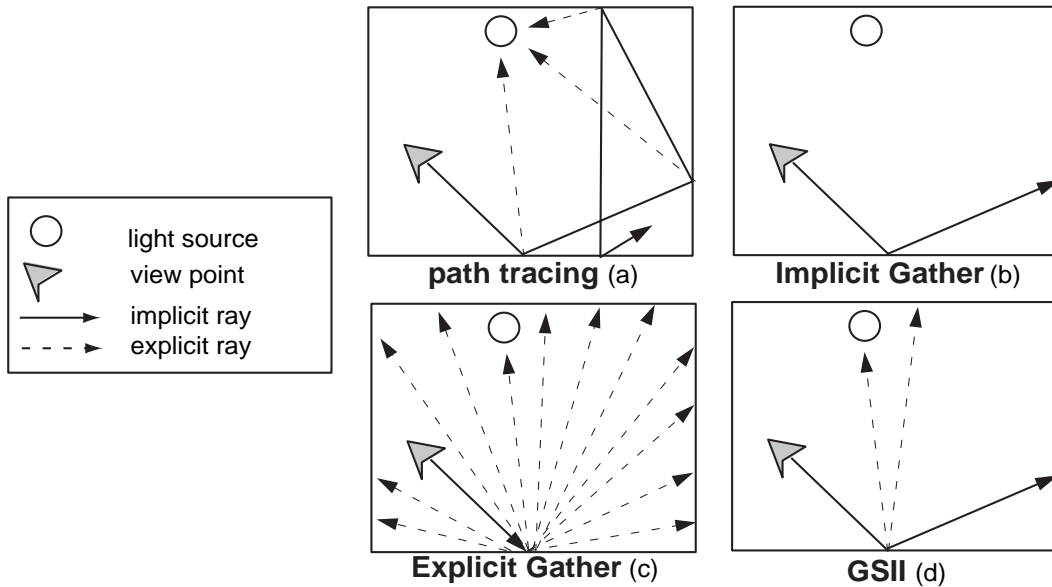 light source
view point
implicit ray
explicit ray
path tracing (a)
Implicit Gather (b)
Explicit Gather (c)
GSII (d)